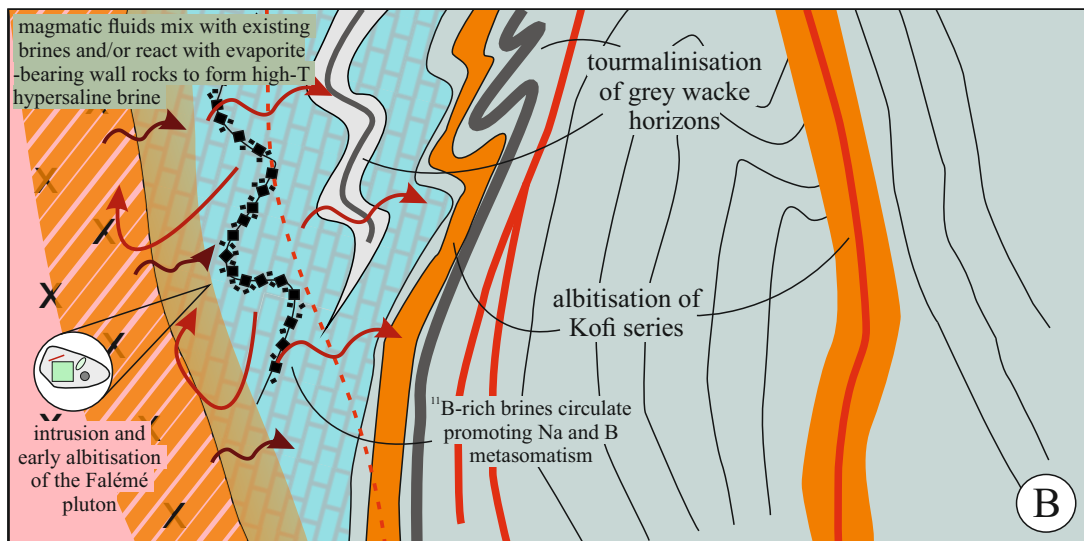 magmatic fluids mix with existing
brines and/or react with evaporite
-bearing wall rocks to form high-T
hypersaline brine
tourmalinisation
of grey wacke
horizons
albitisation of
Kofi series
¹¹B-rich brines circulate
promoting Na and B
metasomatism
intrusion and
early albitisation
of the Falémé
pluton
B